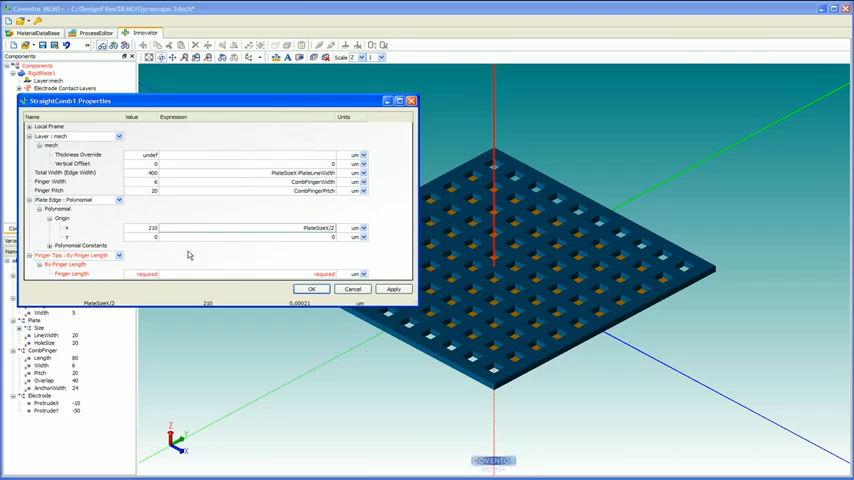 Coventor MEMS+ - C:/DesignFiles/DEMO/Gyroscope.3dsch*
MaterialDataBase ProcessEditor Innovator
Scale Z 1
Components
Components
RigidPlate1
Layer:mech
Electrode Contact Layers
StraightComb1 Properties
Name Value Expression Units
Local Frame
Layer : mech
mech
Thickness Override undef um
Vertical Offset 0 0 um
Total Width (Edge Width) 400 PlateSizeX-PlateLineWidth um
Finger Width 6 CombFingerWidth um
Finger Pitch 20 CombFingerPitch um
Plate Edge : Polynomial
Polynomial
Origin
x 210 PlateSizeX/2 um
y 0 0 um
Polynomial Constants
Finger Tips : By Finger Length
By Finger Length
Finger Length required required um
OK Cancel Apply
PlateSizeX/2 210 0.00021 um
Width 5
Plate
Size
LineWidth 20
HoleSize 20
CombFinger
Length 80
Width 6
Pitch 20
Overlap 40
AnchorWidth 24
Electrode
ProtrudeX -10
ProtrudeY -50
Z
Y
X
COVENTOR